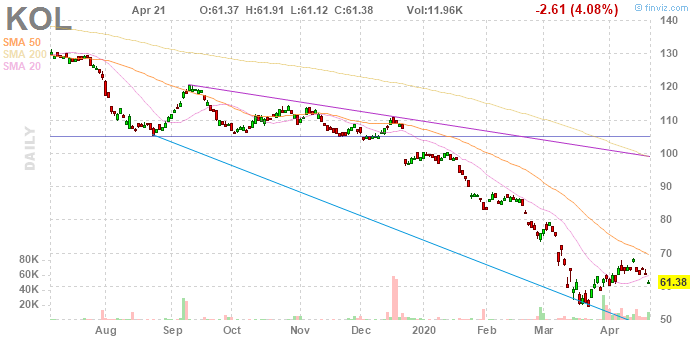 © finviz.com
KOL
Apr 21 O:61.37 H:61.91 L:61.12 C:61.38 Vol:11.96K -2.61 (4.08%)
SMA 50
SMA 200
SMA 20
DAILY
140
130
120
110
100
90
80
70
60
50
61.38
80K
60K
40K
20K
Aug Sep Oct Nov Dec 2020 Feb Mar Apr